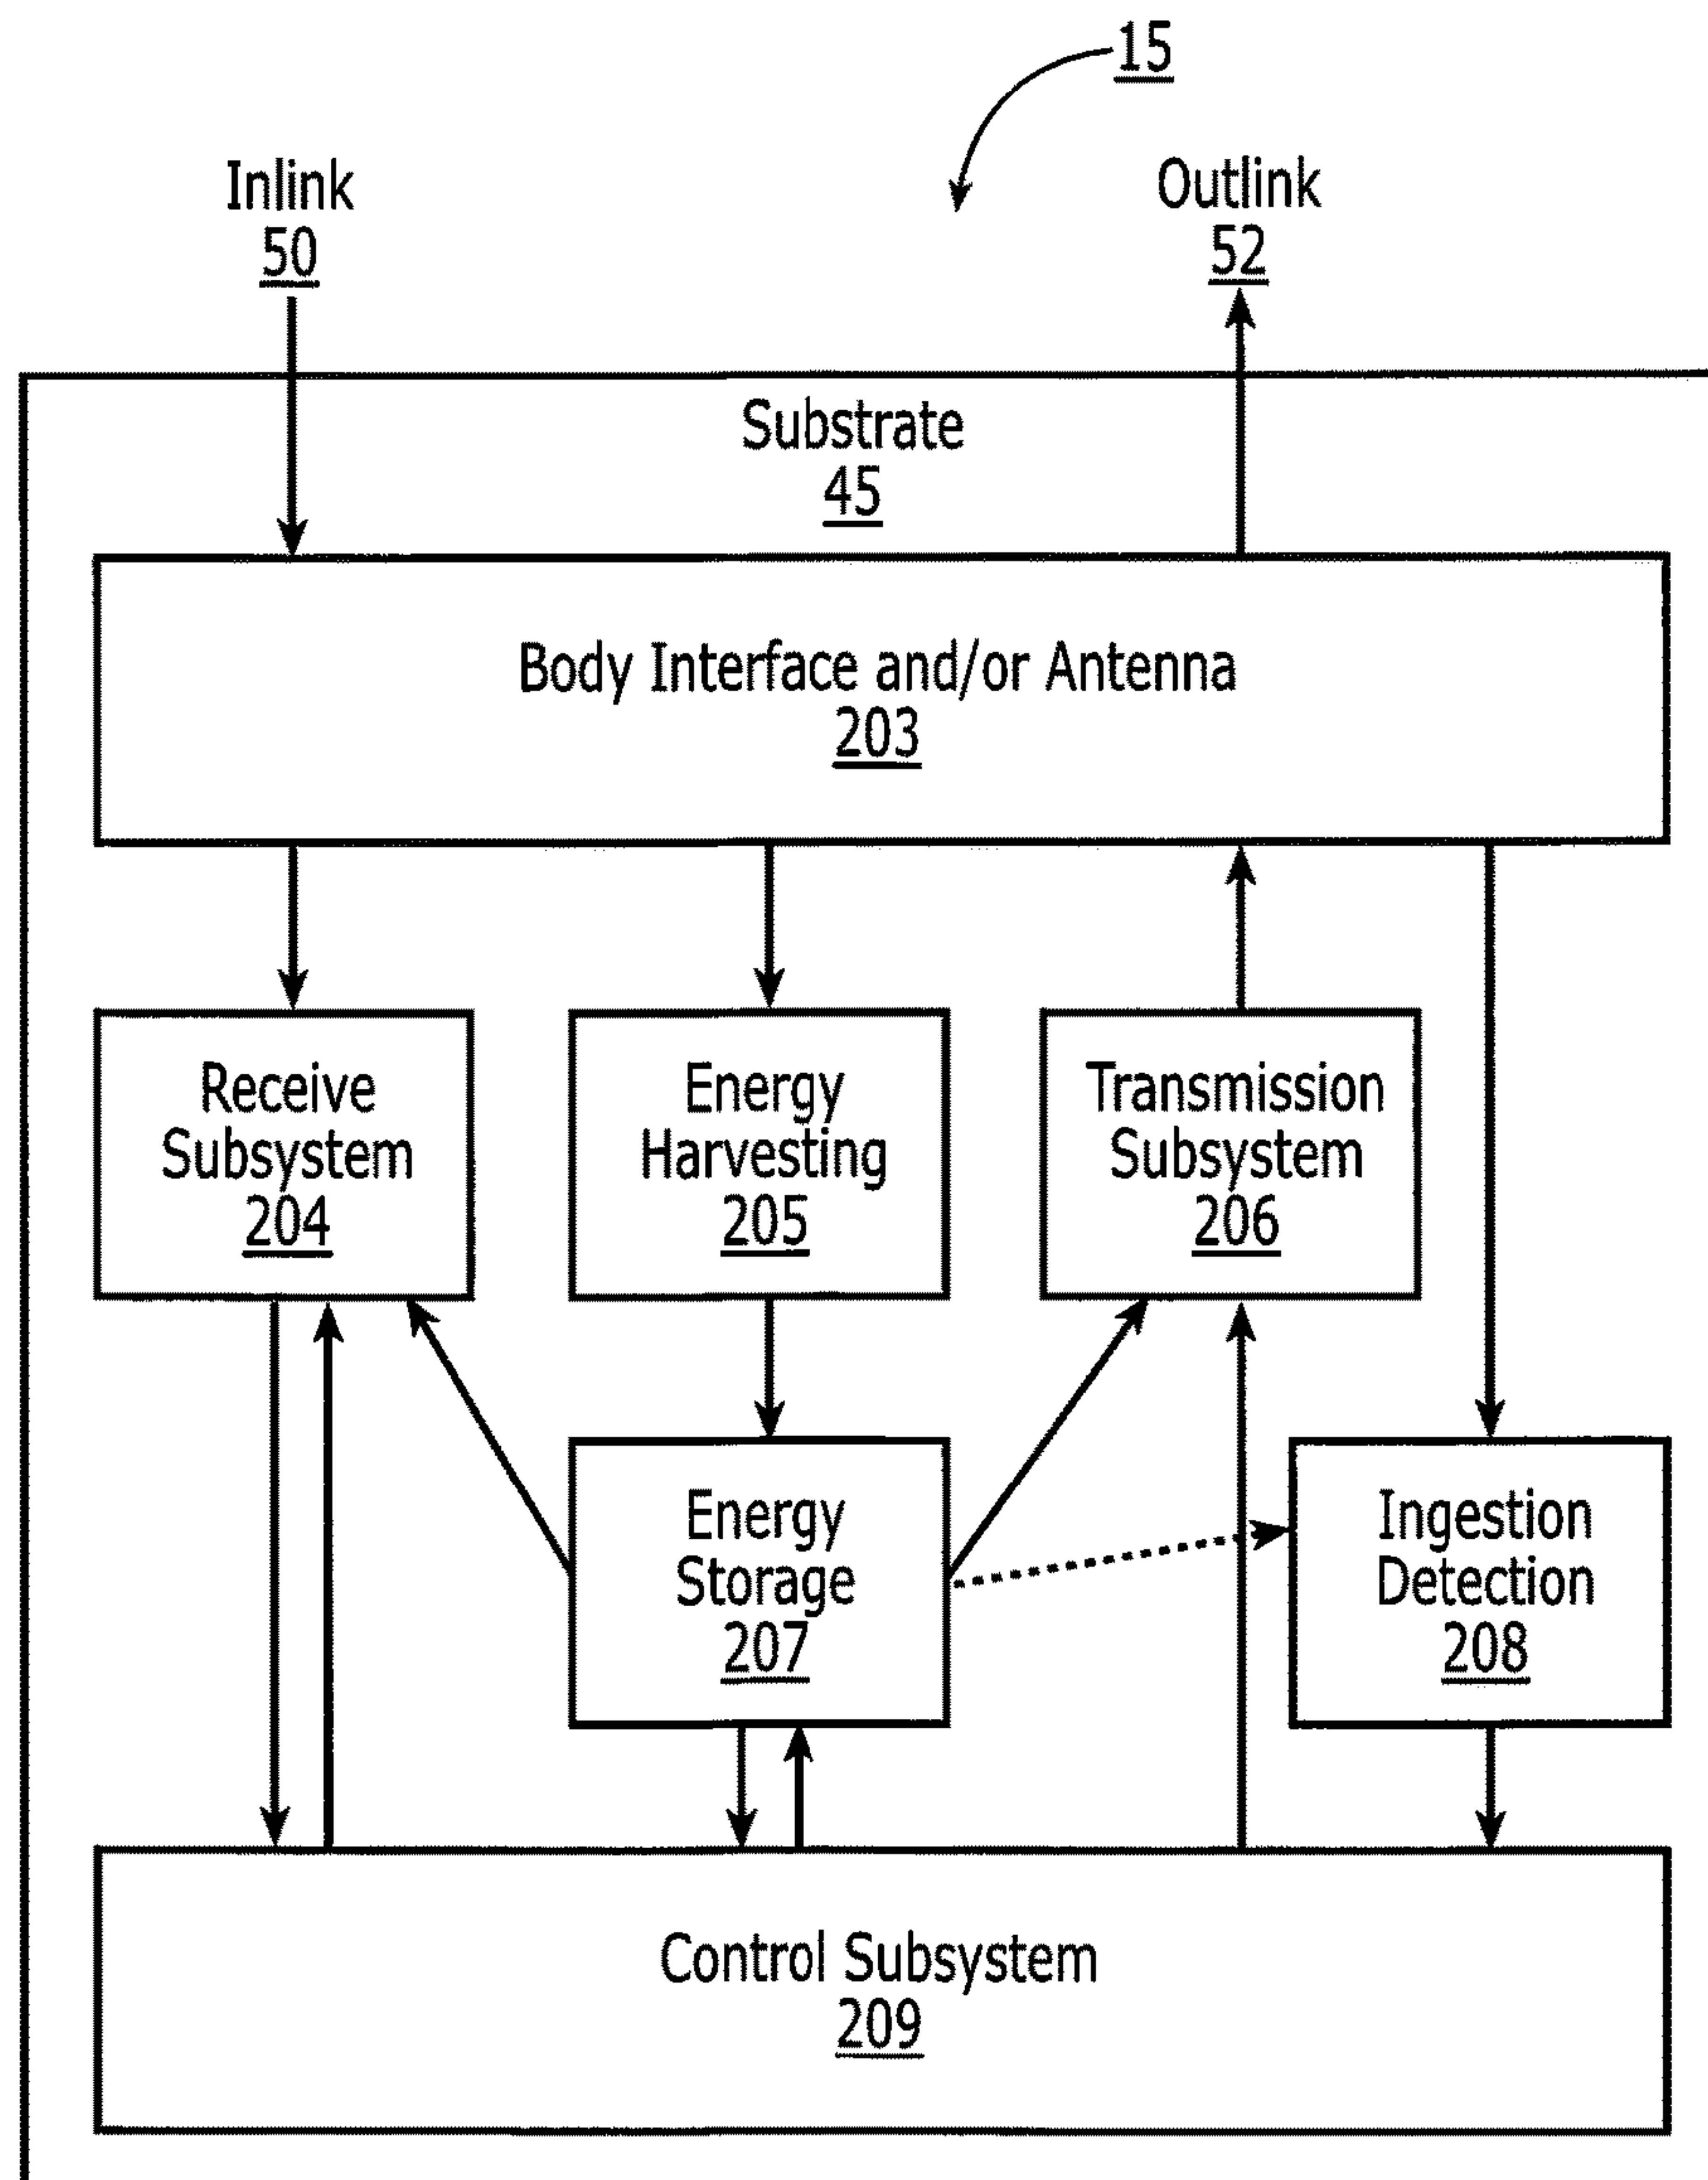 15
Inlink
50
Outlink
52
Substrate
45
Body Interface and/or Antenna
203
Receive
Subsystem
204
Energy
Harvesting
205
Transmission
Subsystem
206
Energy
Storage
207
Ingestion
Detection
208
Control Subsystem
209